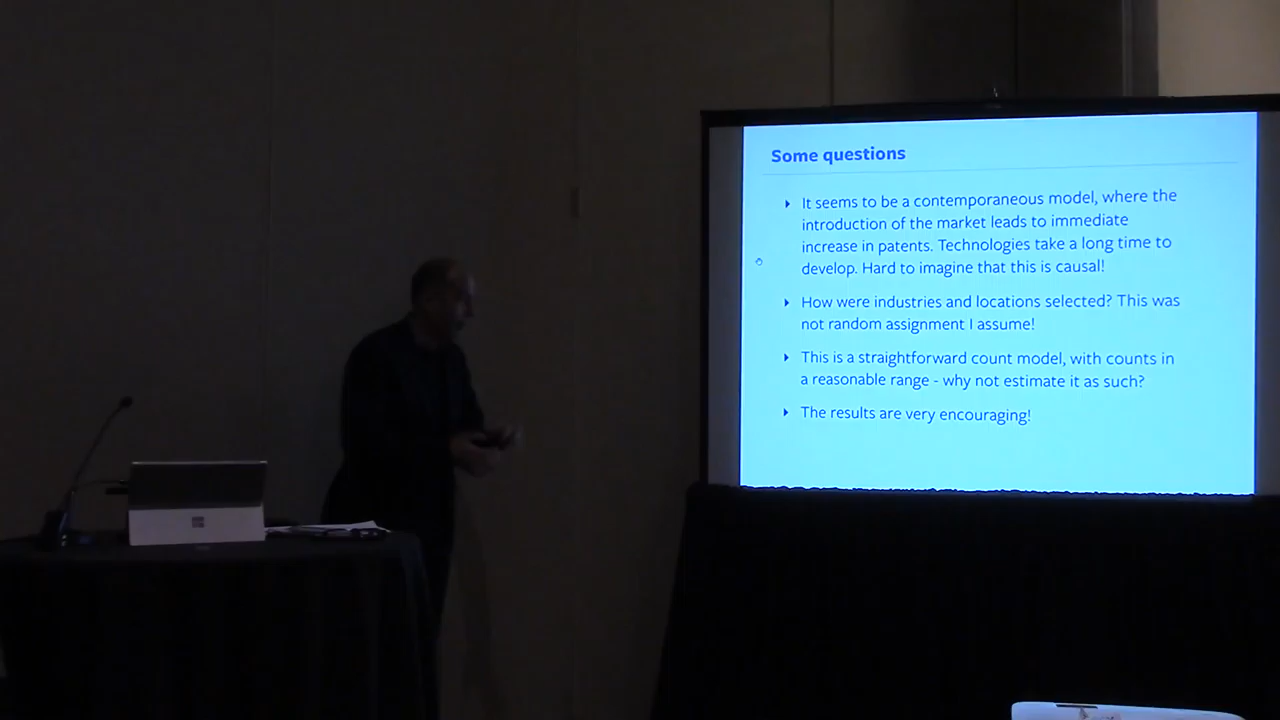 Some questions
It seems to be a contemporaneous model, where the
introduction of the market leads to immediate
increase in patents. Technologies take a long time to
develop. Hard to imagine that this is causal!
How were industries and locations selected? This was
not random assignment I assume!
This is a straightforward count model, with counts in
a reasonable range - why not estimate it as such?
The results are very encouraging!